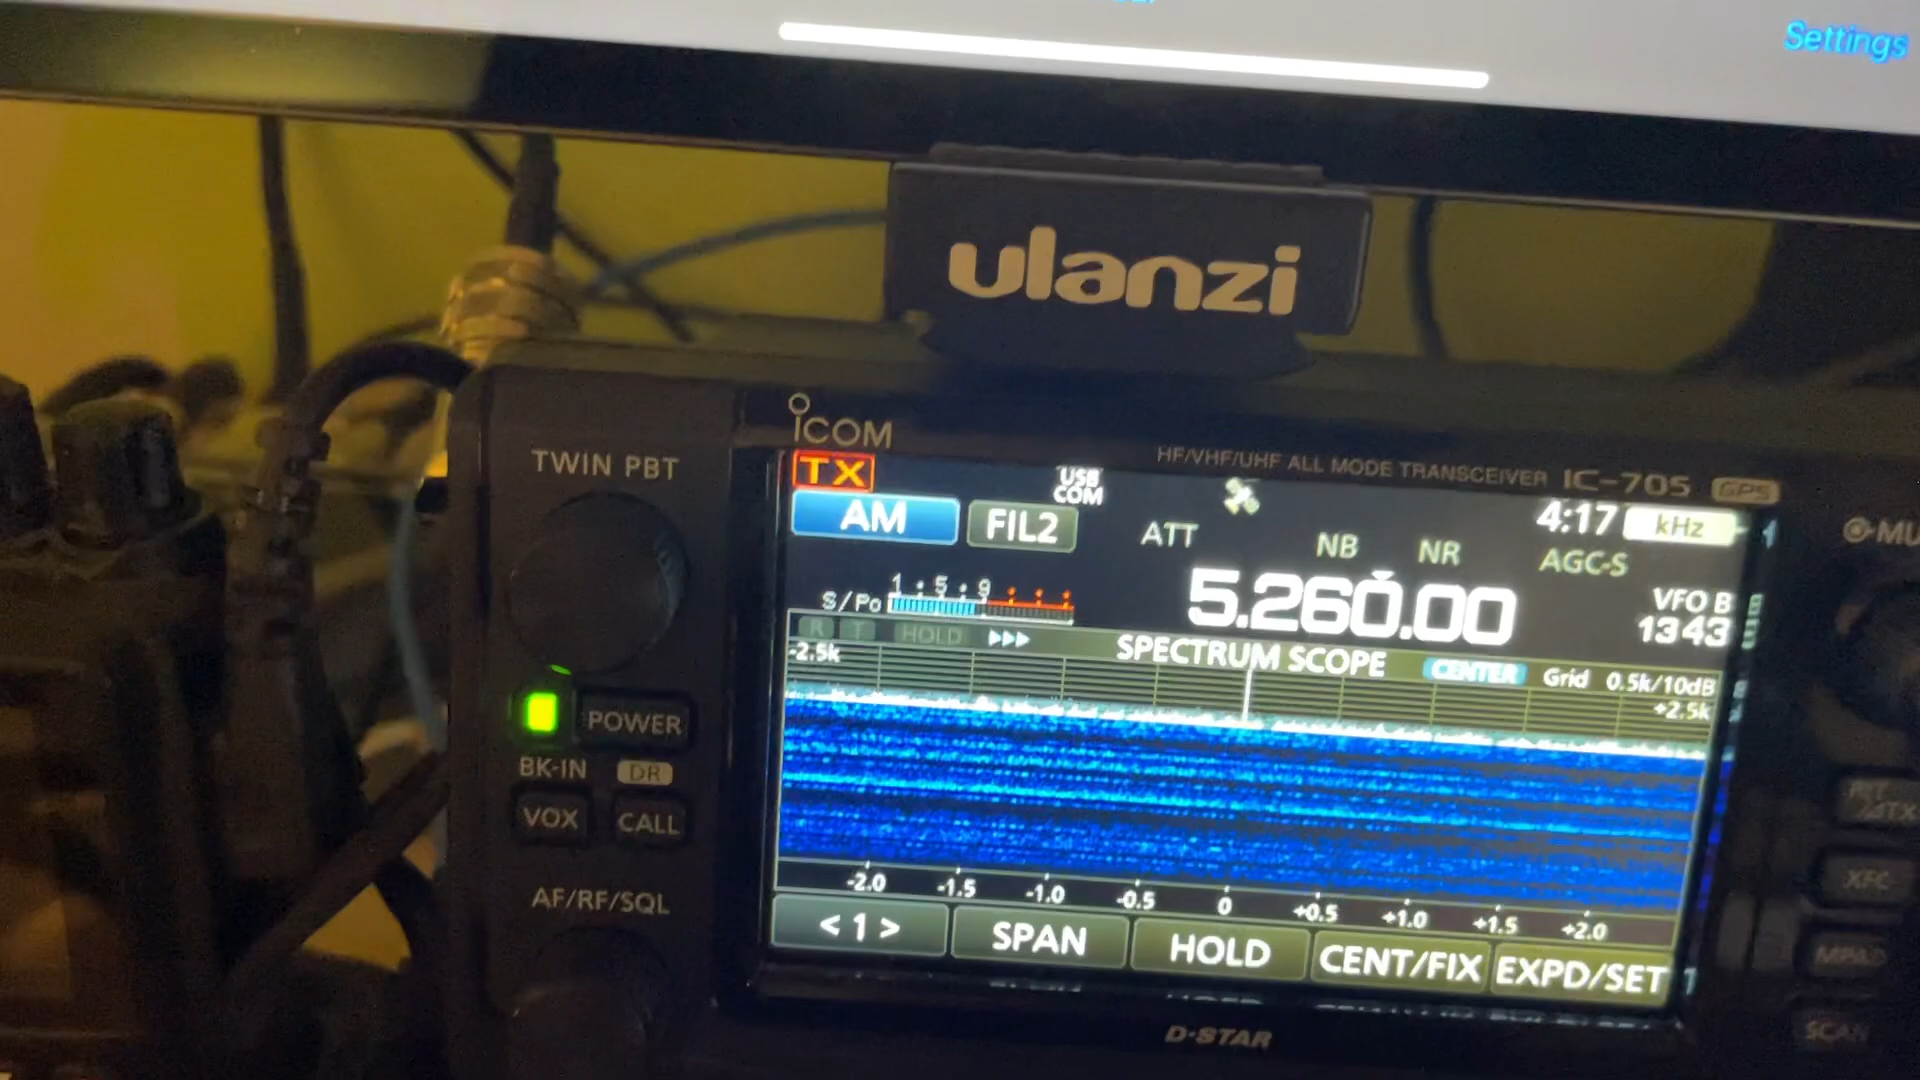 Settings
ulanzi
ICOM
HF/VHF/UHF ALL MODE TRANSCEIVER IC-705 GPS
TWIN PBT
TX
USB COM
4:17 kHz
AM FIL2 ATT NB NR AGC-S
1 5 9
S/Po
5.260.00
VFO B
13 43
R T HOLD
SPECTRUM SCOPE CENTER Grid 0.5k/10dB
-2.5k
+2.5k
POWER
BK-IN DR
VOX CALL
AF/RF/SQL
-2.0 -1.5 -1.0 -0.5 0 +0.5 +1.0 +1.5 +2.0
< 1 > SPAN HOLD CENT/FIX EXPD/SET
D-STAR
XFC
SCAN